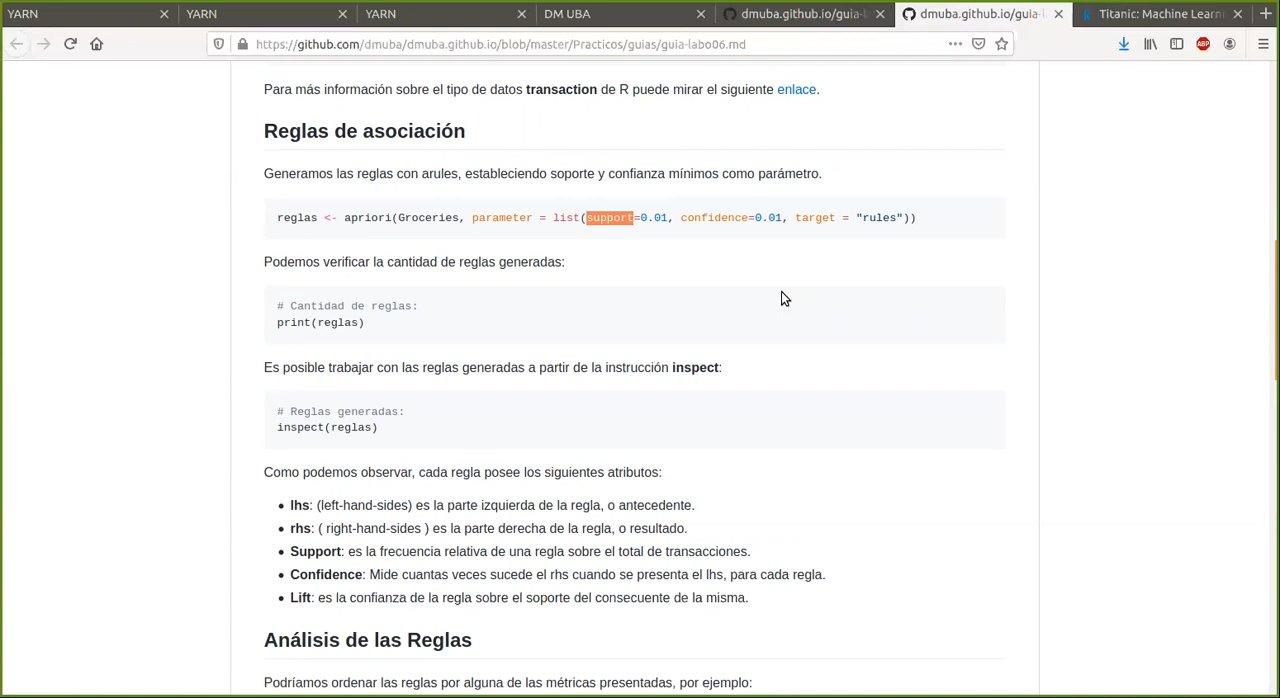 YARN
YARN
YARN
DM UBA
dmuba.github.io/guia-l
dmuba.github.io/guia-
Titanic: Machine Learni
https://github.com/dmuba/dmuba.github.io/blob/master/Practicos/guias/guia-labo06.md
ABP
Para más información sobre el tipo de datos transaction de R puede mirar el siguiente enlace.
Reglas de asociación
Generamos las reglas con arules, estableciendo soporte y confianza mínimos como parámetro.
reglas <- apriori(Groceries, parameter = list(support=0.01, confidence=0.01, target = "rules"))
Podemos verificar la cantidad de reglas generadas:
# Cantidad de reglas:
print(reglas)
Es posible trabajar con las reglas generadas a partir de la instrucción inspect:
# Reglas generadas:
inspect(reglas)
Como podemos observar, cada regla posee los siguientes atributos:
• lhs: (left-hand-sides) es la parte izquierda de la regla, o antecedente.
• rhs: ( right-hand-sides ) es la parte derecha de la regla, o resultado.
• Support: es la frecuencia relativa de una regla sobre el total de transacciones.
• Confidence: Mide cuantas veces sucede el rhs cuando se presenta el lhs, para cada regla.
• Lift: es la confianza de la regla sobre el soporte del consecuente de la misma.
Análisis de las Reglas
Podríamos ordenar las reglas por alguna de las métricas presentadas, por ejemplo: